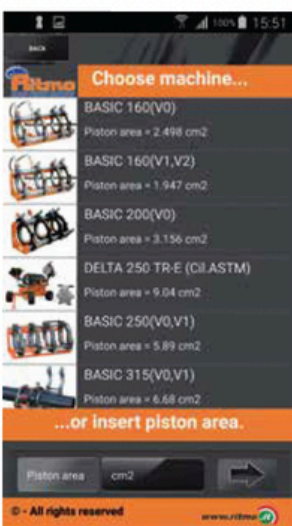 100% 15:51
BACK
Ritmo
Choose machine...
BASIC 160(V0)
Piston area = 2.498 cm2
BASIC 160(V1,V2)
Piston area = 1.947 cm2
BASIC 200(V0)
Piston area = 3.156 cm2
DELTA 250 TR-E (Cil.ASTM)
Piston area = 9.04 cm2
BASIC 250(V0,V1)
Piston area = 5.89 cm2
BASIC 315(V0,V1)
Piston area = 6.68 cm2
...or insert piston area.
Piston area cm2
© - All rights reserved www.ritmo.it